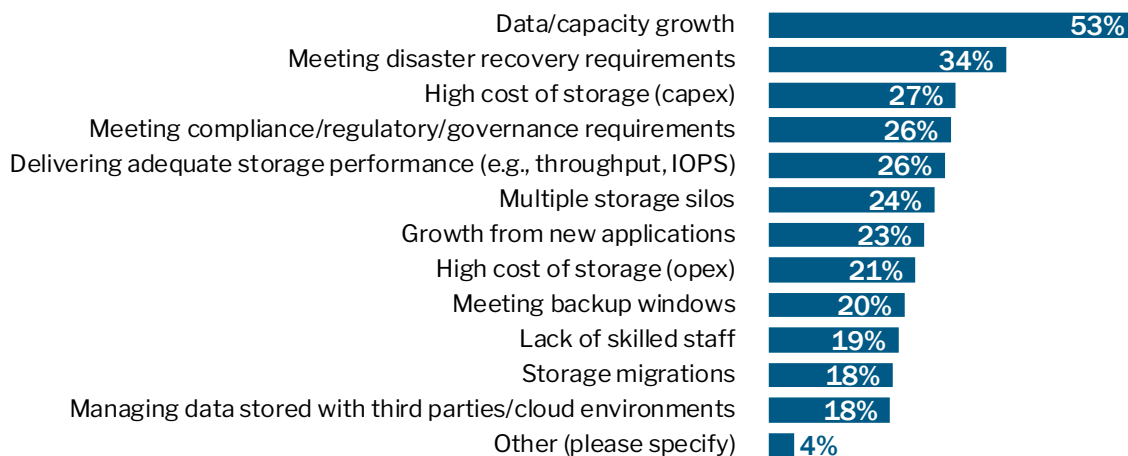 Data/capacity growth 53%
Meeting disaster recovery requirements 34%
High cost of storage (capex) 27%
Meeting compliance/regulatory/governance requirements 26%
Delivering adequate storage performance (e.g., throughput, IOPS) 26%
Multiple storage silos 24%
Growth from new applications 23%
High cost of storage (opex) 21%
Meeting backup windows 20%
Lack of skilled staff 19%
Storage migrations 18%
Managing data stored with third parties/cloud environments 18%
Other (please specify) 4%